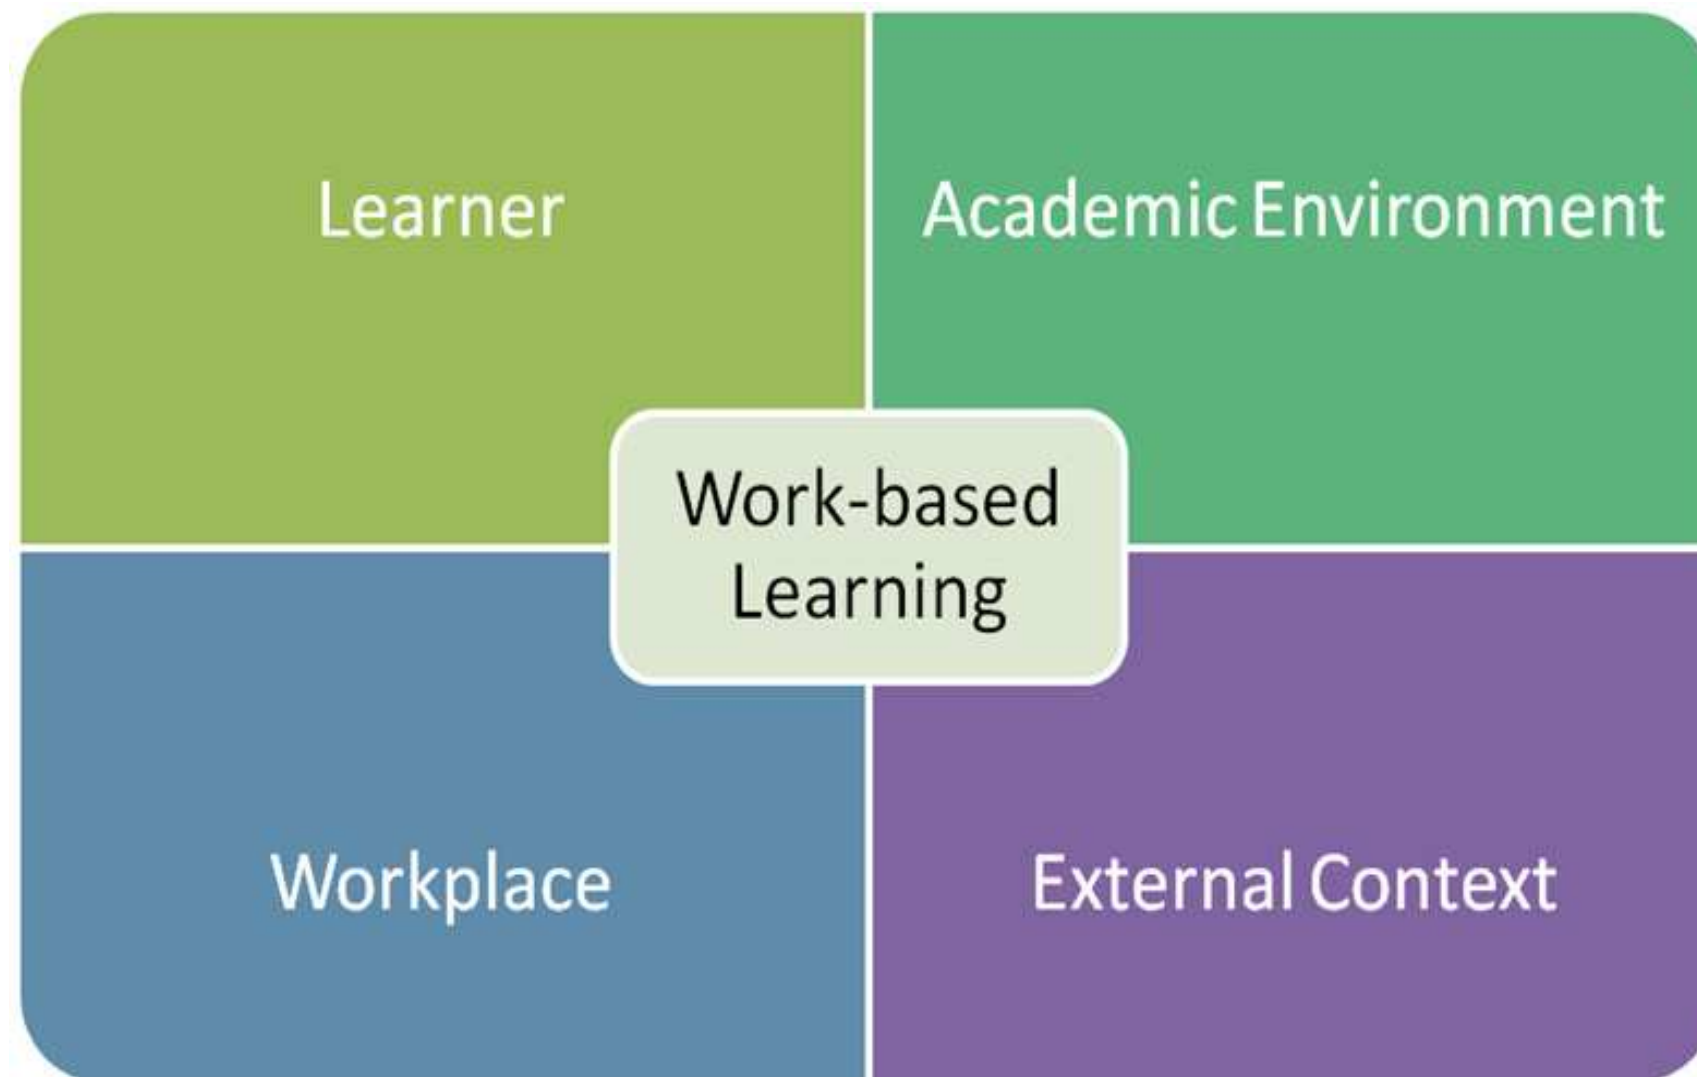 Learner
Academic Environment
Work-based
Learning
Workplace
External Context